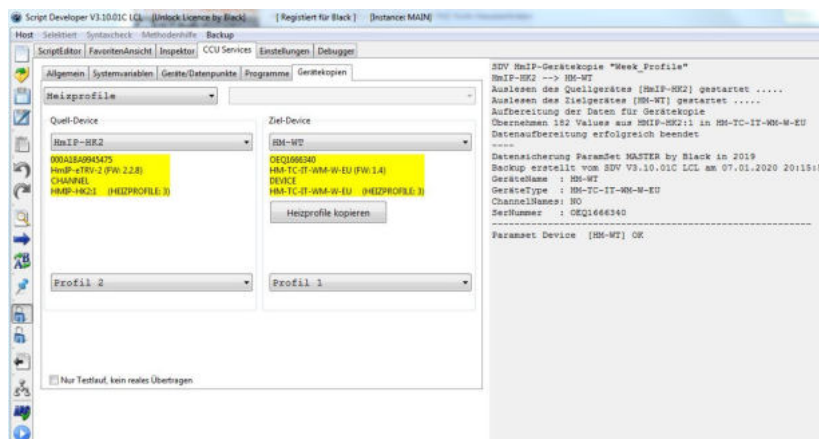 Script Developer V3.10.01C LCL [Unlock Licence by Black] [ Registiert für Black ] [Instance: MAIN]
Host Selektiert Syntaxcheck Methodenhilfe Backup
ScriptEditor FavoritenAnsicht Inspektor CCU Services Einstellungen Debugger
Allgemein Systemvariablen Geräte/Datenpunkte Programme Gerätekopien
Heizprofile
Quell-Device
HmIP-HK2
000A18A9945475
HmIP-eTRV-2 (FW: 2.2.8)
CHANNEL
HMIP-HK2:1 (HEIZPROFILE: 3)
Profil 2
Ziel-Device
HM-WT
OEQ1666340
HM-TC-IT-WM-W-EU (FW: 1.4)
DEVICE
HM-TC-IT-WM-W-EU (HEIZPROFILE: 3)
Heizprofile kopieren
Profil 1
Nur Testlauf, kein reales Übertragen
SDV HmIP-Gerätekopie "Week_Profile"
HmIP-HK2 --> HM-WT
Auslesen des Quellgerätes [HmIP-HK2] gestartet .....
Auslesen des Zielgerätes [HM-WT] gestartet .....
Aufbereitung der Daten für Gerätekopie
Übernehmen 152 Values aus HMIP-HK2:1 in HM-TC-IT-WM-W-EU
Datenaufbereitung erfolgreich beendet
----
Datensicherung ParamSet MASTER by Black in 2019
Backup erstellt vom SDV V3.10.01C LCL am 07.01.2020 20:15:
GeräteName : HM-WT
GeräteType : HM-TC-IT-WM-W-EU
ChannelNames: NO
SerNummer : OEQ1666340
Paramset Device [HM-WT] OK